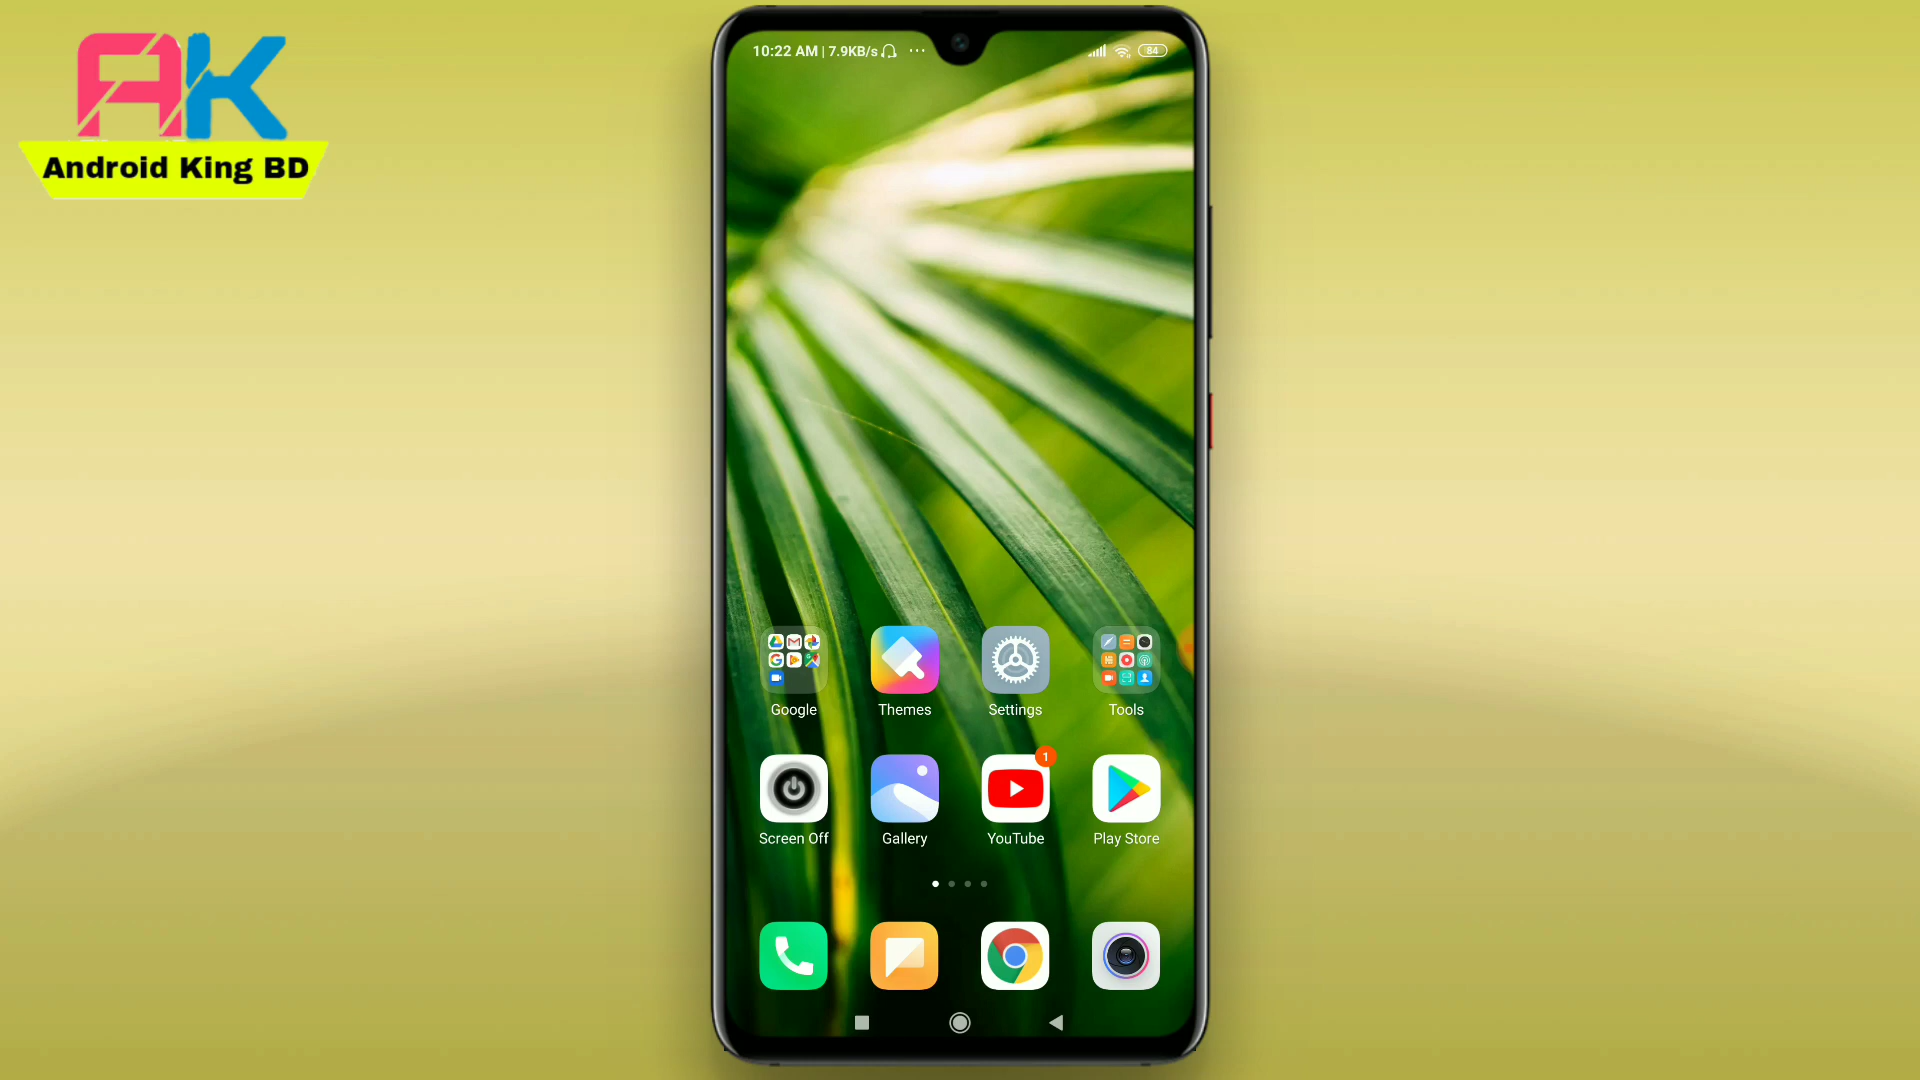 AK
Android King BD
10:22 AM | 7.9KB/s ...
84
Google
Themes
Settings
Tools
1
Screen Off
Gallery
YouTube
Play Store